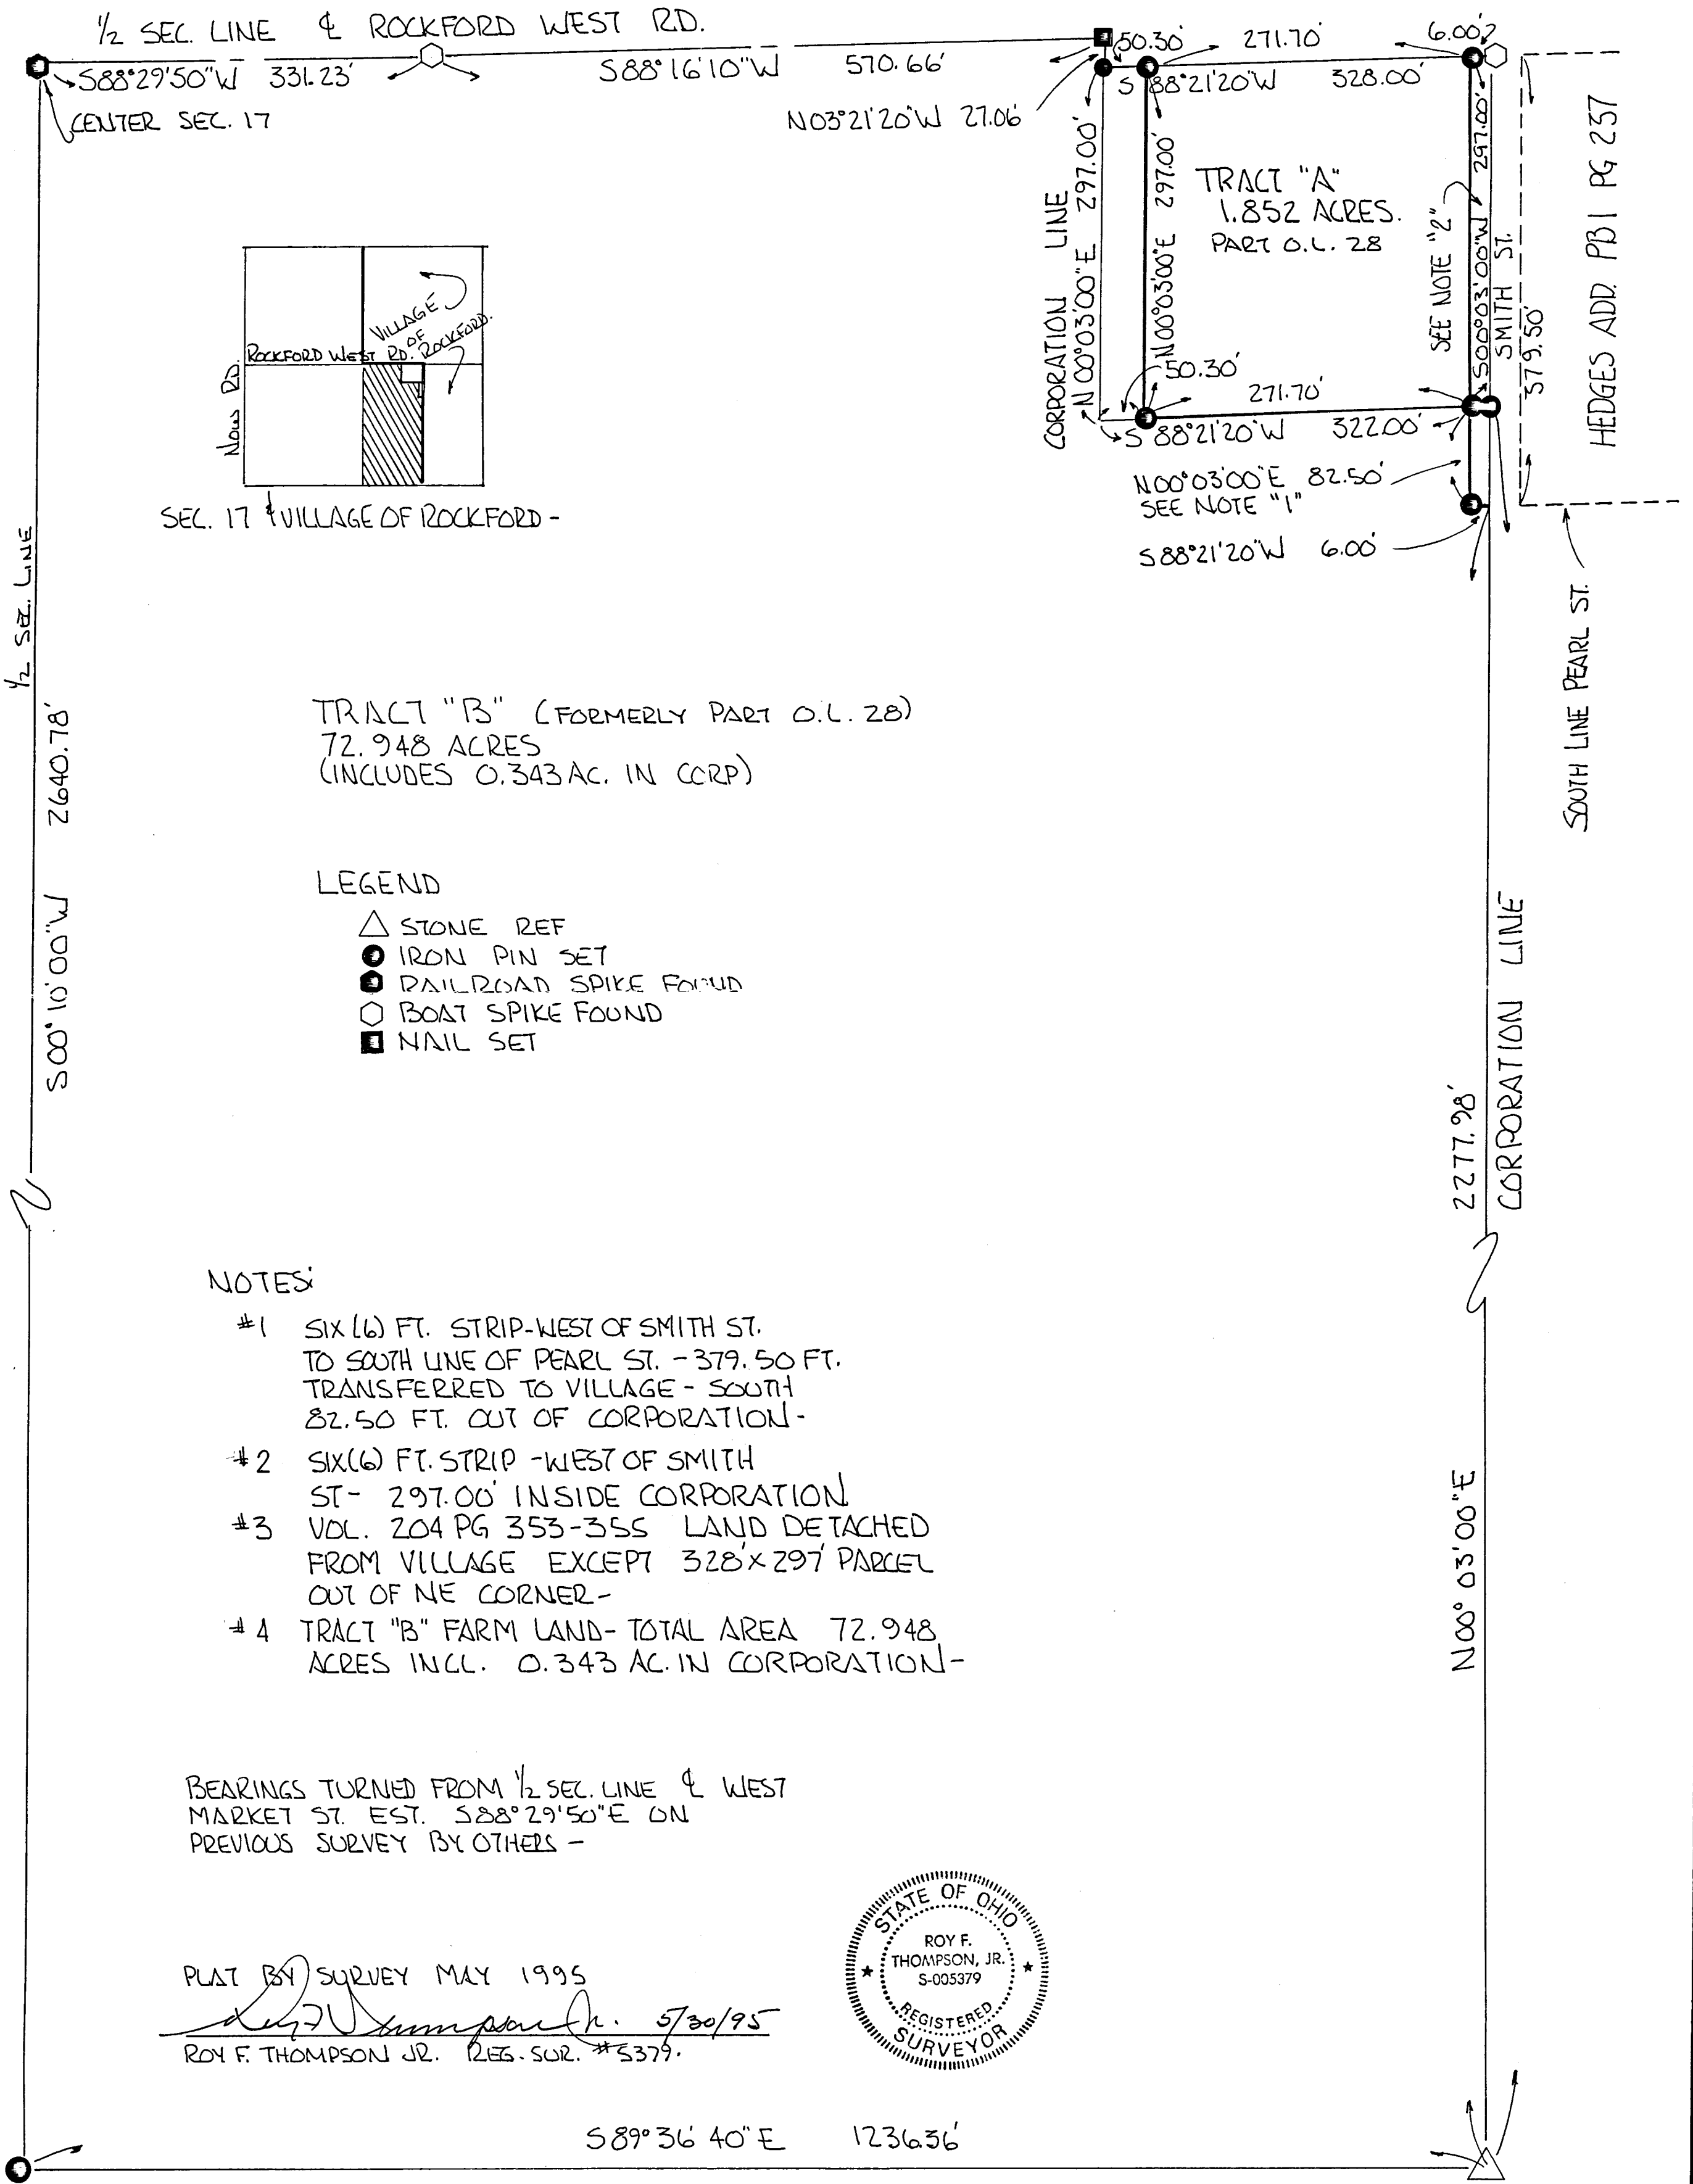 ½ SEC. LINE ℄ ROCKFORD WEST RD.
S88°29'50"W 331.23'
S88°16'10"W 570.66'
50.30' 271.70' 6.00'
S 88°21'20"W 328.00'
CENTER SEC. 17
N03°21'20"W 27.06'
CORPORATION LINE
N 00°03'00"E 297.00'
N00°03'00"E 297.00'
TRACT "A"
1.852 ACRES.
PART O.L. 28
SEE NOTE "2"
S00°03'00"W 297.00'
SMITH ST.
379.50'
HEDGES ADD. PB 1 PG 257
50.30'
271.70'
S 88°21'20"W 322.00'
N00°03'00"E 82.50'
SEE NOTE "1"
S88°21'20"W 6.00'
SOUTH LINE PEARL ST.
VILLAGE
OF
ROCKFORD.
ROCKFORD WEST RD.
RD.
SEC. 17 & VILLAGE OF ROCKFORD -
½ SEC. LINE
S00°10'00"W 2640.78'
TRACT "B" (FORMERLY PART O.L. 28)
72.948 ACRES
(INCLUDES 0.343 AC. IN CORP)
LEGEND
STONE REF
IRON PIN SET
RAILROAD SPIKE FOUND
BOAT SPIKE FOUND
NAIL SET
2277.98'
CORPORATION LINE
N00°03'00"E
NOTES:
#1 SIX (6) FT. STRIP-WEST OF SMITH ST.
TO SOUTH LINE OF PEARL ST. - 379.50 FT.
TRANSFERRED TO VILLAGE - SOUTH
82.50 FT. OUT OF CORPORATION-
#2 SIX(6) FT. STRIP -WEST OF SMITH
ST- 297.00' INSIDE CORPORATION
#3 VOL. 204 PG 353-355 LAND DETACHED
FROM VILLAGE EXCEPT 328'X297' PARCEL
OUT OF NE CORNER-
#4 TRACT "B" FARM LAND-TOTAL AREA 72.948
ACRES INCL. 0.343 AC. IN CORPORATION-
BEARINGS TURNED FROM ½ SEC. LINE ℄ WEST
MARKET ST. EST. S88°29'50"E ON
PREVIOUS SURVEY BY OTHERS -
PLAT BY SURVEY MAY 1995
5/30/95
ROY F. THOMPSON JR. REG. SUR. #5379.
STATE OF OHIO
ROY F.
THOMPSON, JR.
S-005379
REGISTERED
SURVEYOR
S89°36'40"E 1236.36'